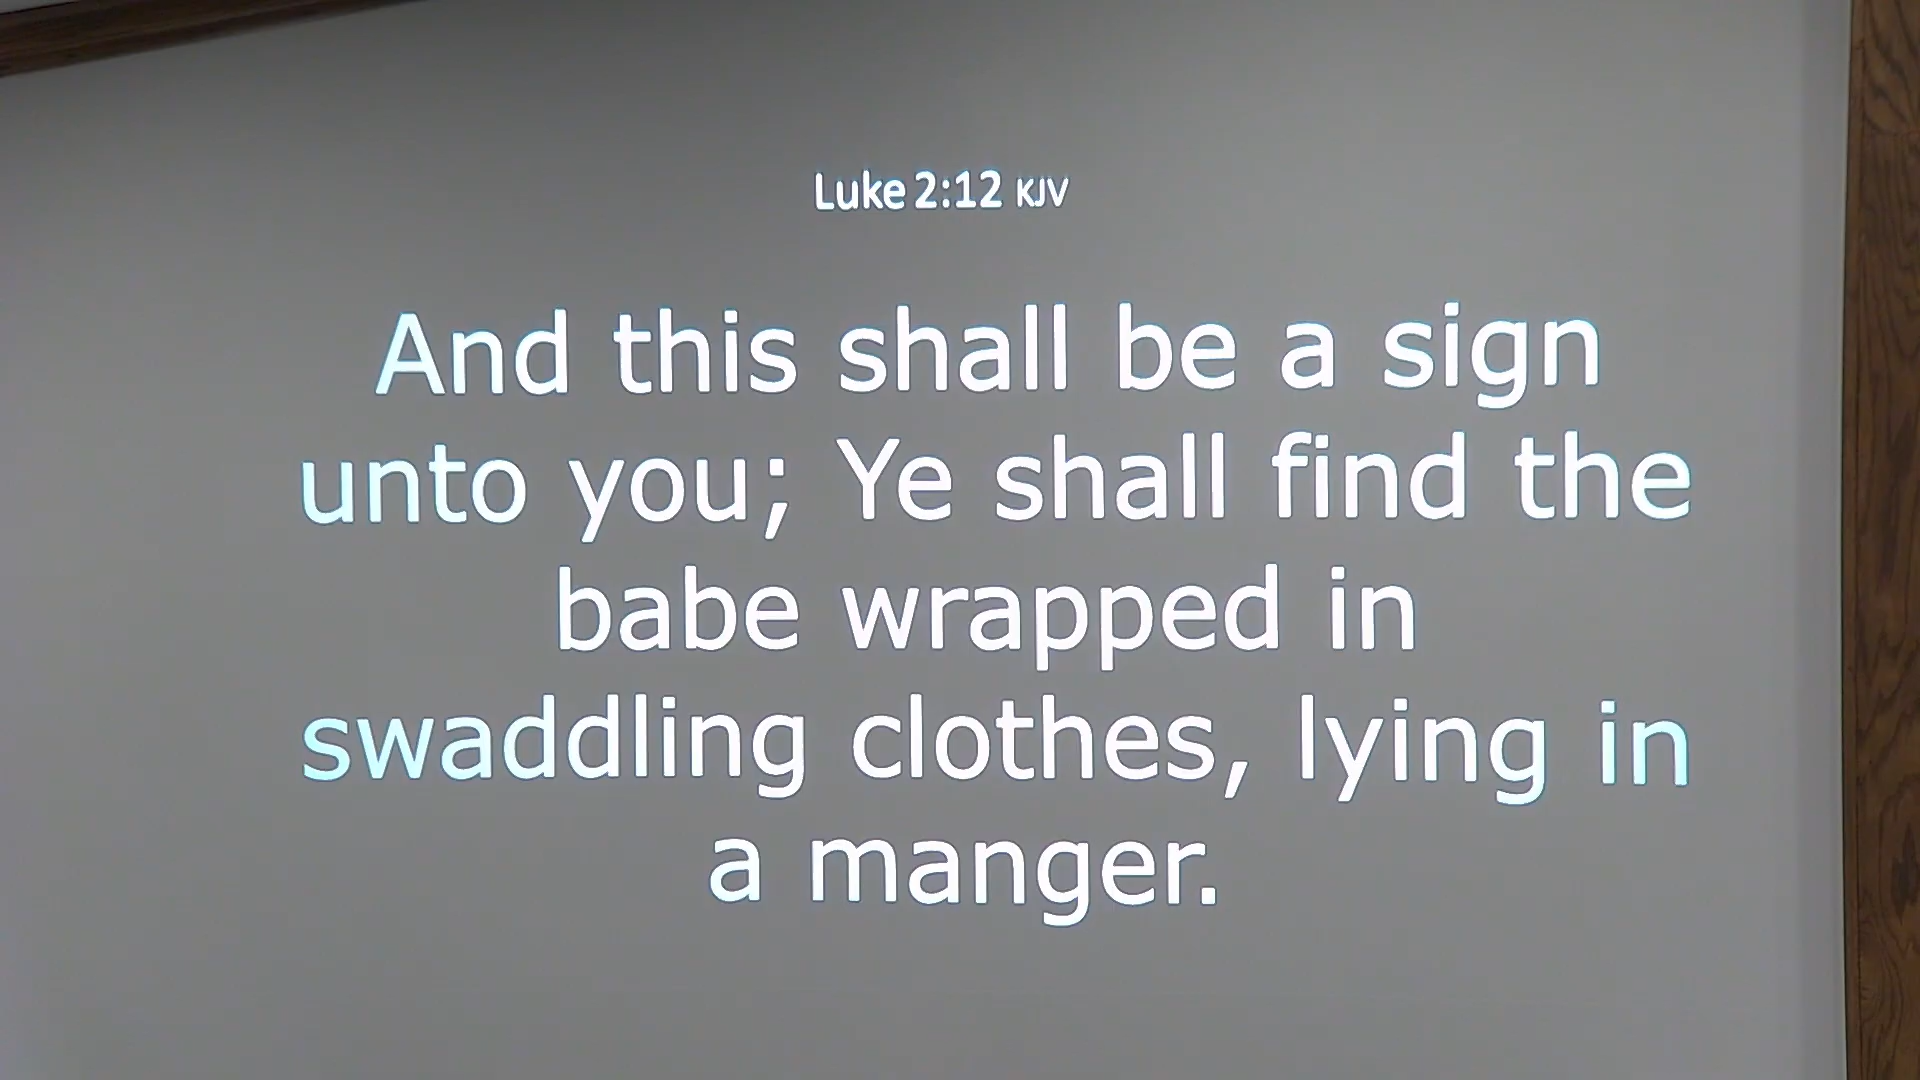 Luke 2:12 KJV
And this shall be a sign
unto you; Ye shall find the
babe wrapped in
swaddling clothes, lying in
a manger.